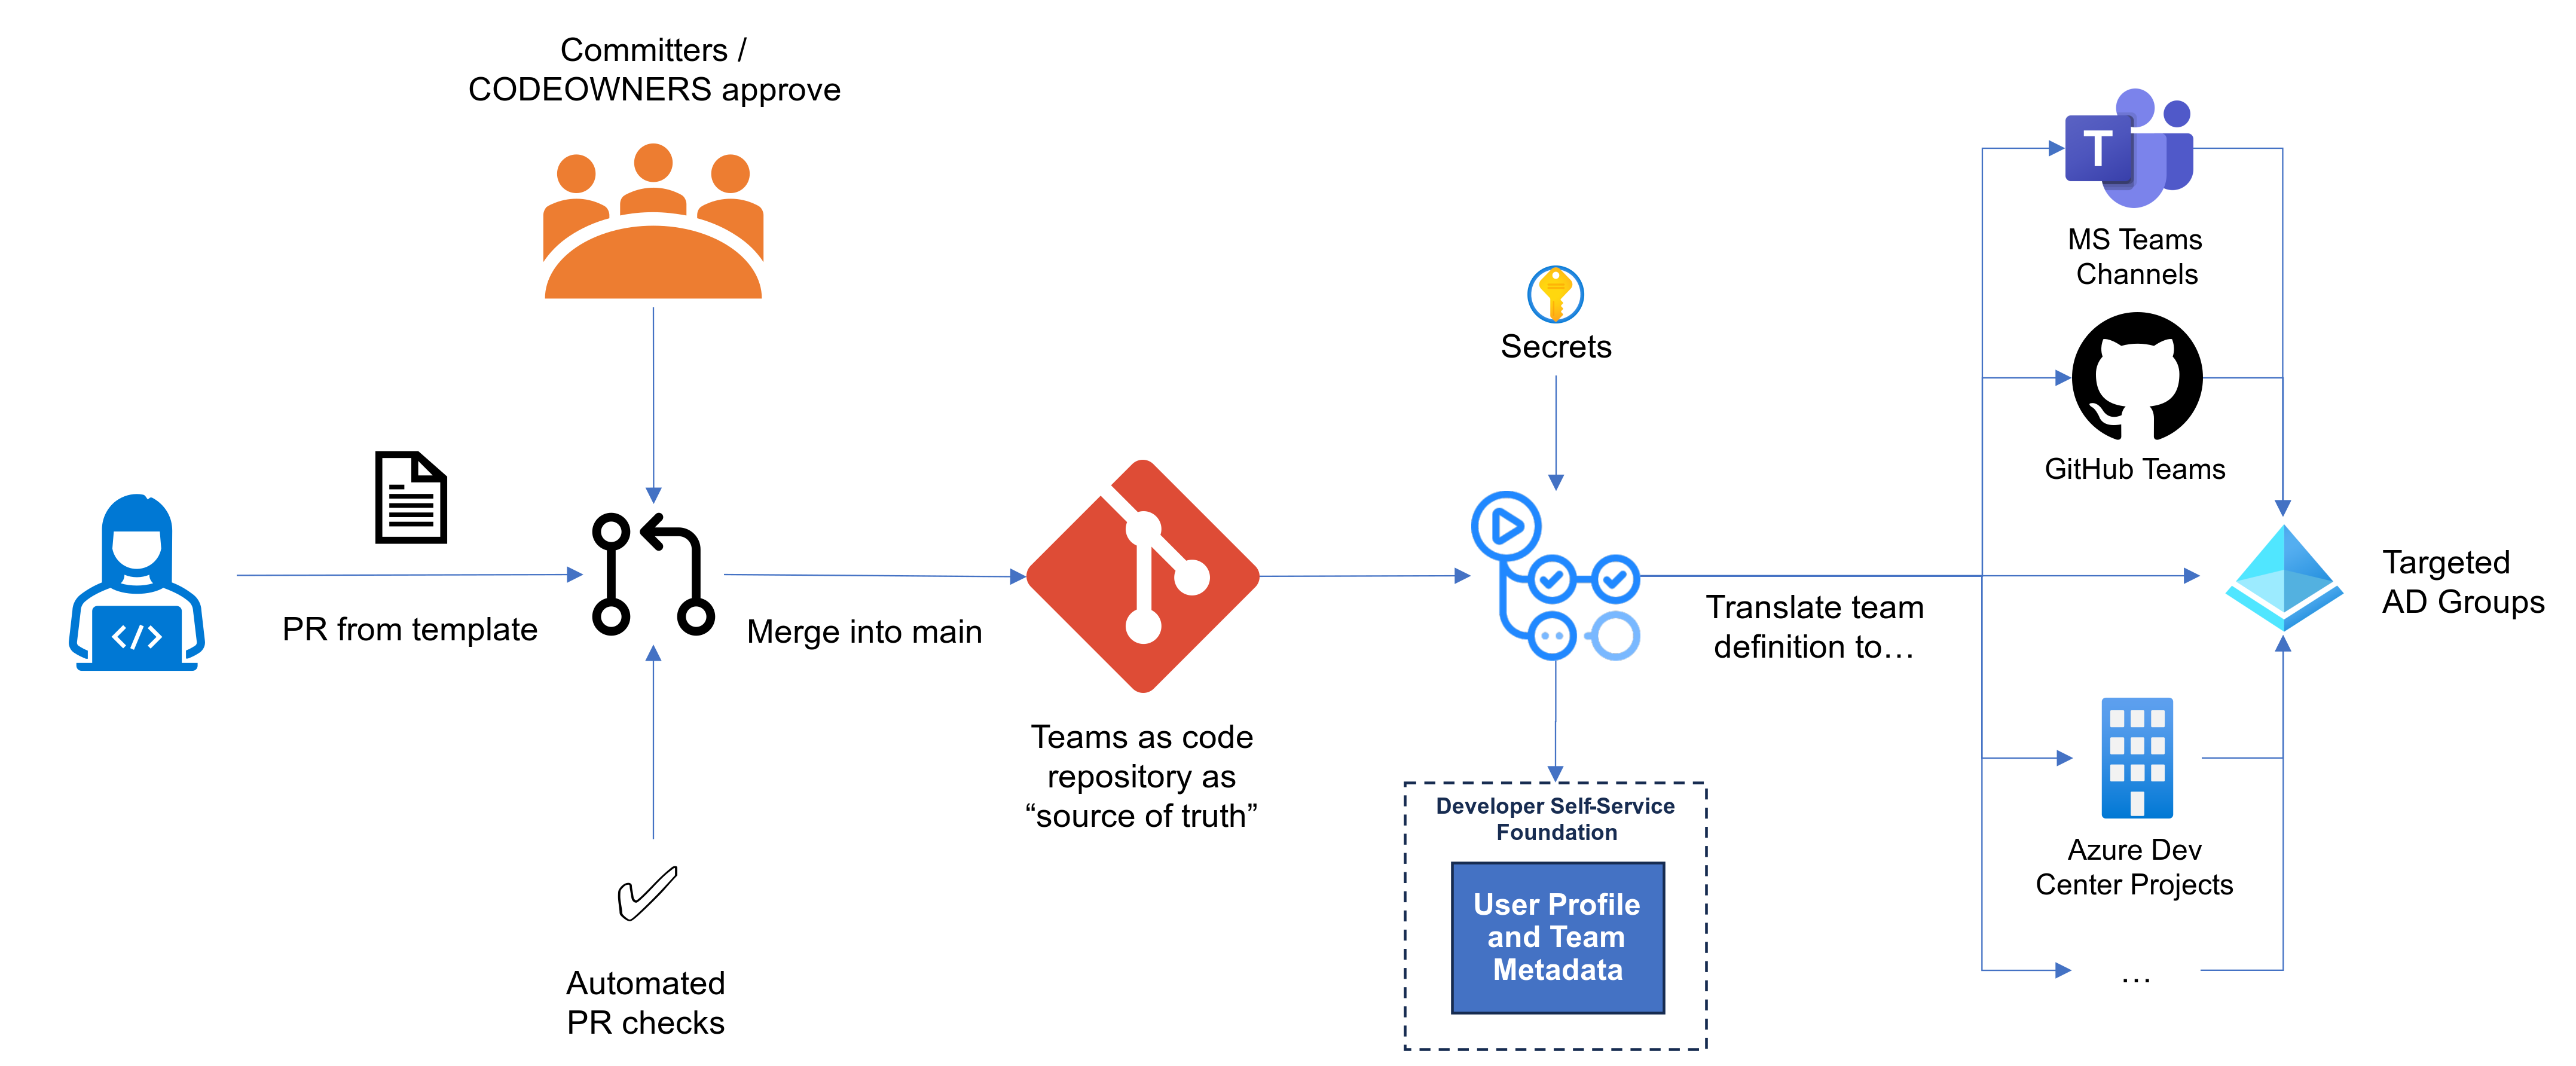 Committers /
CODEOWNERS approve
PR from template
Merge into main
Automated
PR checks
Teams as code
repository as
“source of truth”
Secrets
Translate team
definition to…
Developer Self-Service
Foundation
User Profile
and Team
Metadata
T
MS Teams
Channels
GitHub Teams
Targeted
AD Groups
Azure Dev
Center Projects
…